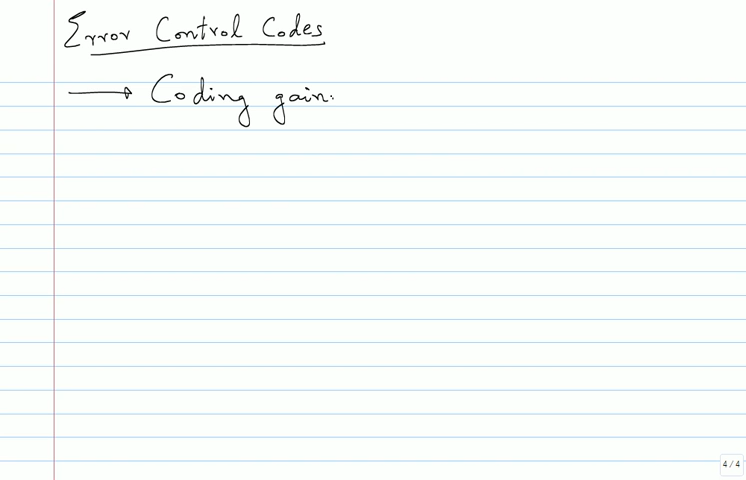 Error Control Codes
→ Coding gain:
4/4